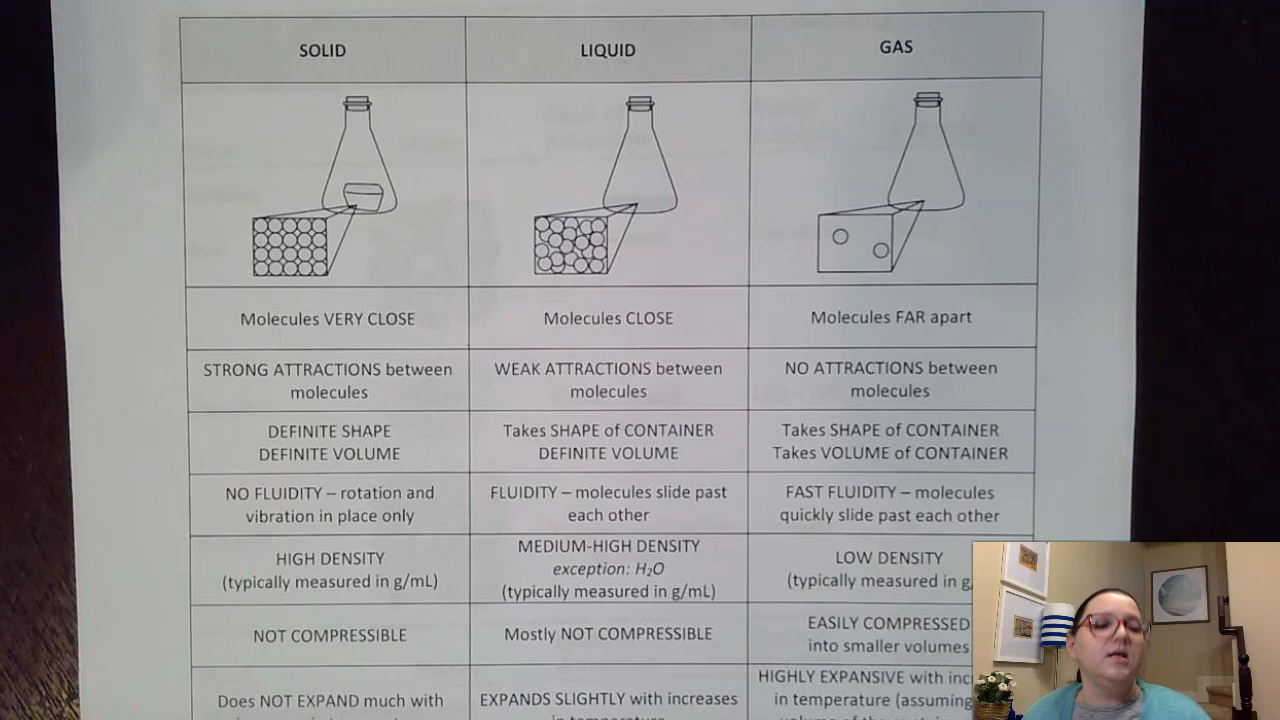 SOLID
LIQUID
GAS
Molecules VERY CLOSE
Molecules CLOSE
Molecules FAR apart
STRONG ATTRACTIONS between
molecules
WEAK ATTRACTIONS between
molecules
NO ATTRACTIONS between
molecules
DEFINITE SHAPE
DEFINITE VOLUME
Takes SHAPE of CONTAINER
DEFINITE VOLUME
Takes SHAPE of CONTAINER
Takes VOLUME of CONTAINER
NO FLUIDITY – rotation and
vibration in place only
FLUIDITY – molecules slide past
each other
FAST FLUIDITY – molecules
quickly slide past each other
HIGH DENSITY
(typically measured in g/mL)
MEDIUM-HIGH DENSITY
exception: H₂O
(typically measured in g/mL)
LOW DENSITY
(typically measured in
NOT COMPRESSIBLE
Mostly NOT COMPRESSIBLE
EASILY COMPRESSED
into smaller volumes
Does NOT EXPAND much with
EXPANDS SLIGHTLY with increases
in temperature
HIGHLY EXPANSIVE with
in temperature (assuming